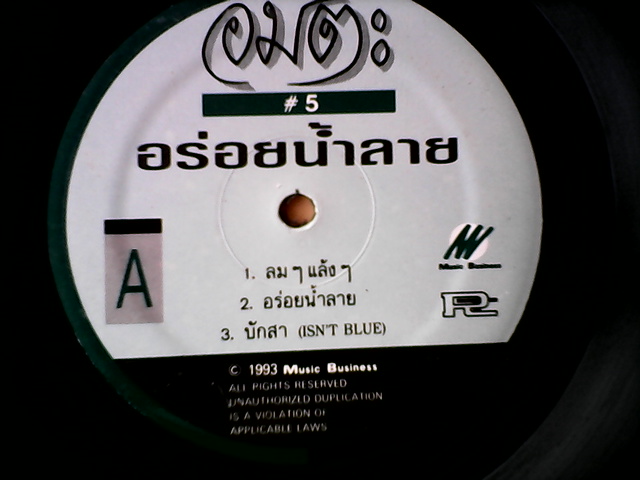 อมตะ
# 5
อร่อยน้ำลาย
A
Music Business
1. ลม ๆ แล้ง ๆ
2. อร่อยน้ำลาย
3. บักสา (ISN'T BLUE)
© 1993 Music Business
ALL RIGHTS RESERVED
UNAUTHORIZED DUPLICATION
IS A VIOLATION OF
APPLICABLE LAWS